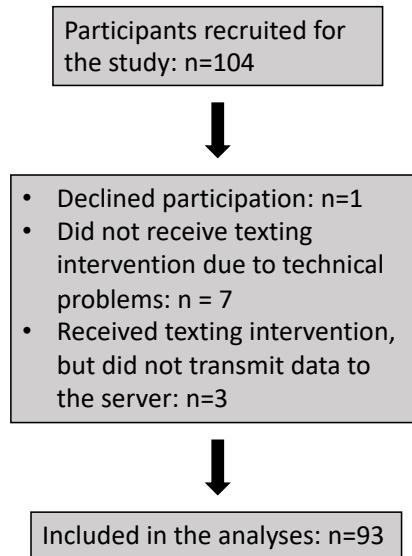 Participants recruited for
the study: n=104
• Declined participation: n=1
• Did not receive texting
intervention due to technical
problems: n = 7
• Received texting intervention,
but did not transmit data to
the server: n=3
Included in the analyses: n=93